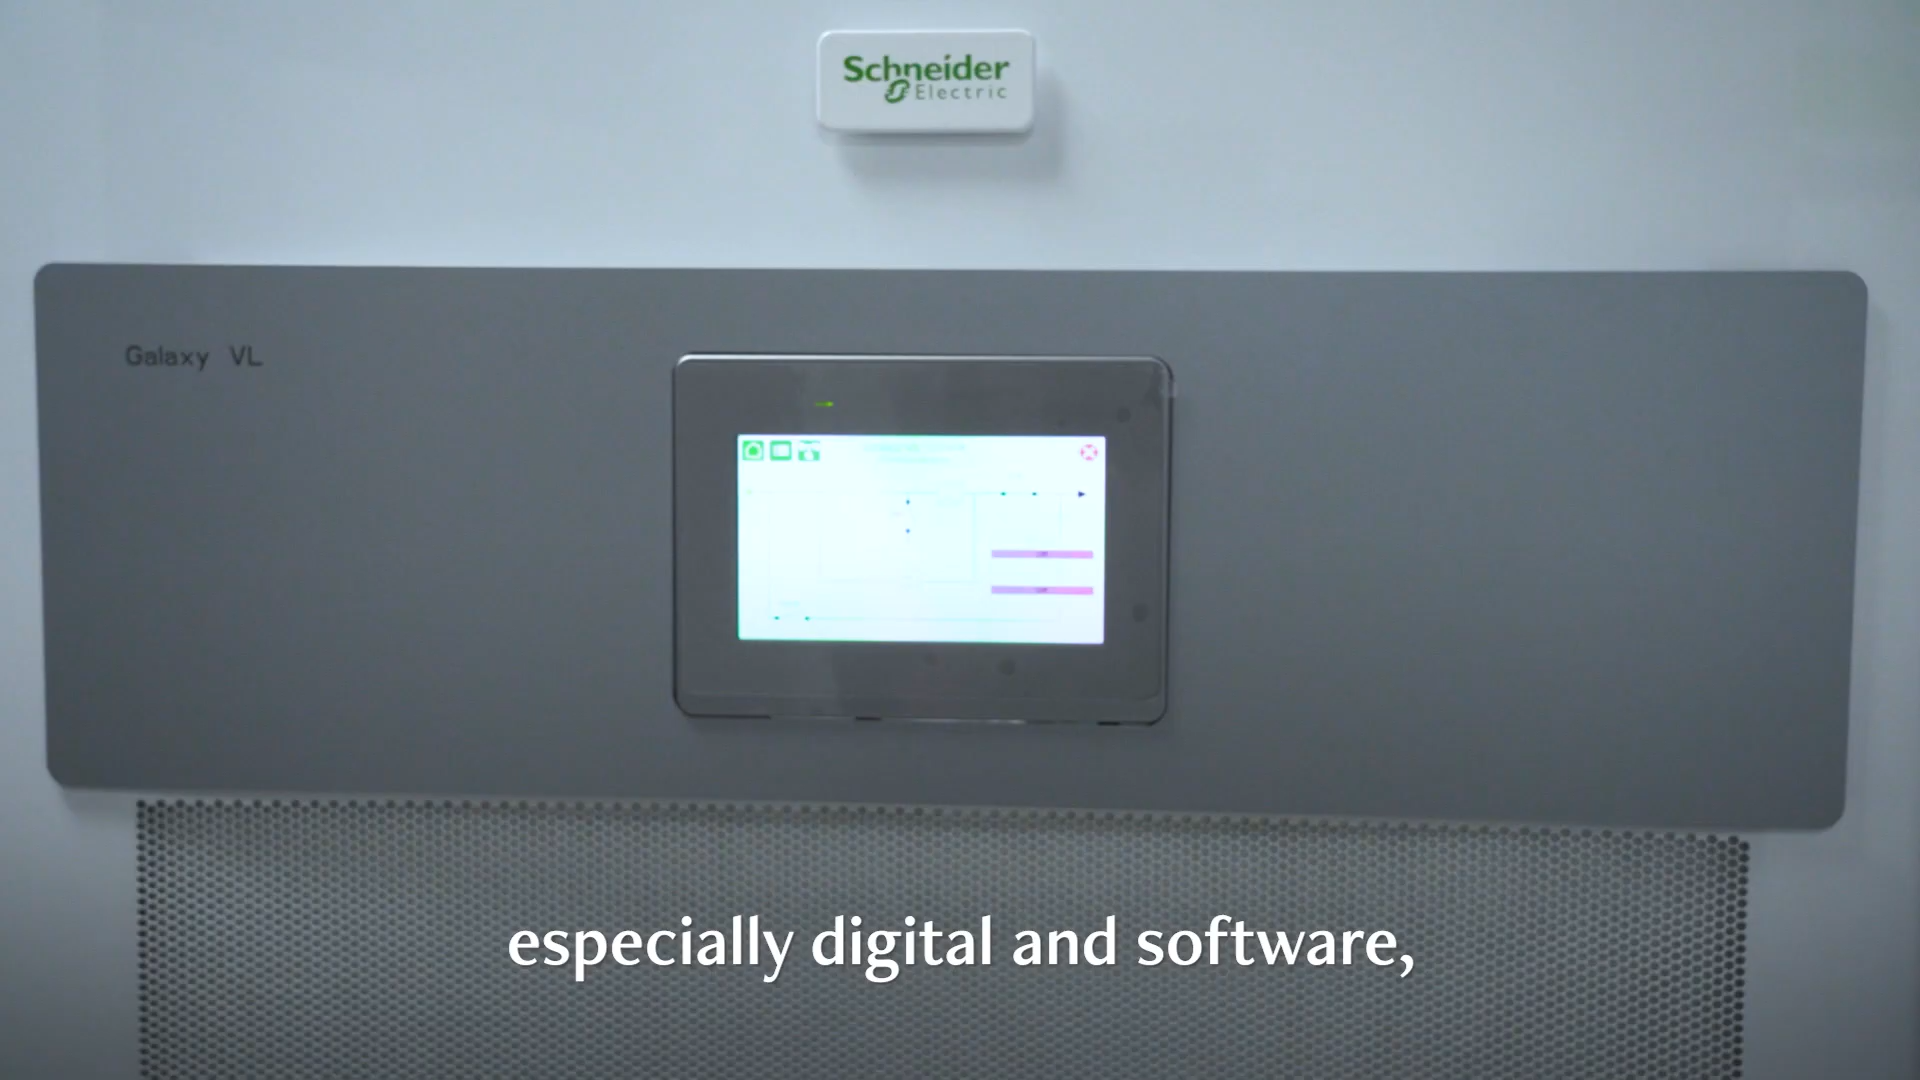 Schneider
Electric
Galaxy VL
especially digital and software,